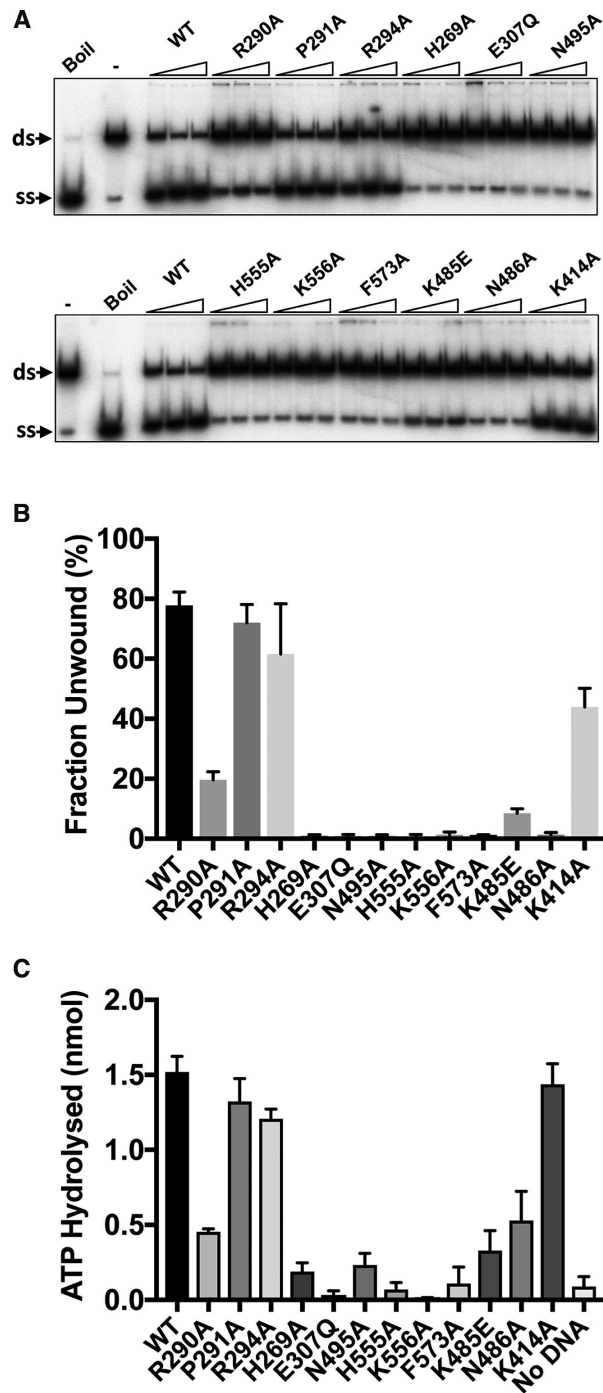 A
Boil - WT R290A P291A R294A H269A E307Q N495A
ds
ss
- Boil WT H555A K556A F573A K485E N486A K414A
ds
ss
B
Fraction Unwound (%)
100
80
60
40
20
0
WT R290A P291A R294A H269A E307Q N495A H555A K556A F573A K485E N486A K414A
C
ATP Hydrolysed (nmol)
2.0
1.5
1.0
0.5
0.0
WT R290A P291A R294A H269A E307Q N495A H555A K556A F573A K485E N486A K414A No DNA